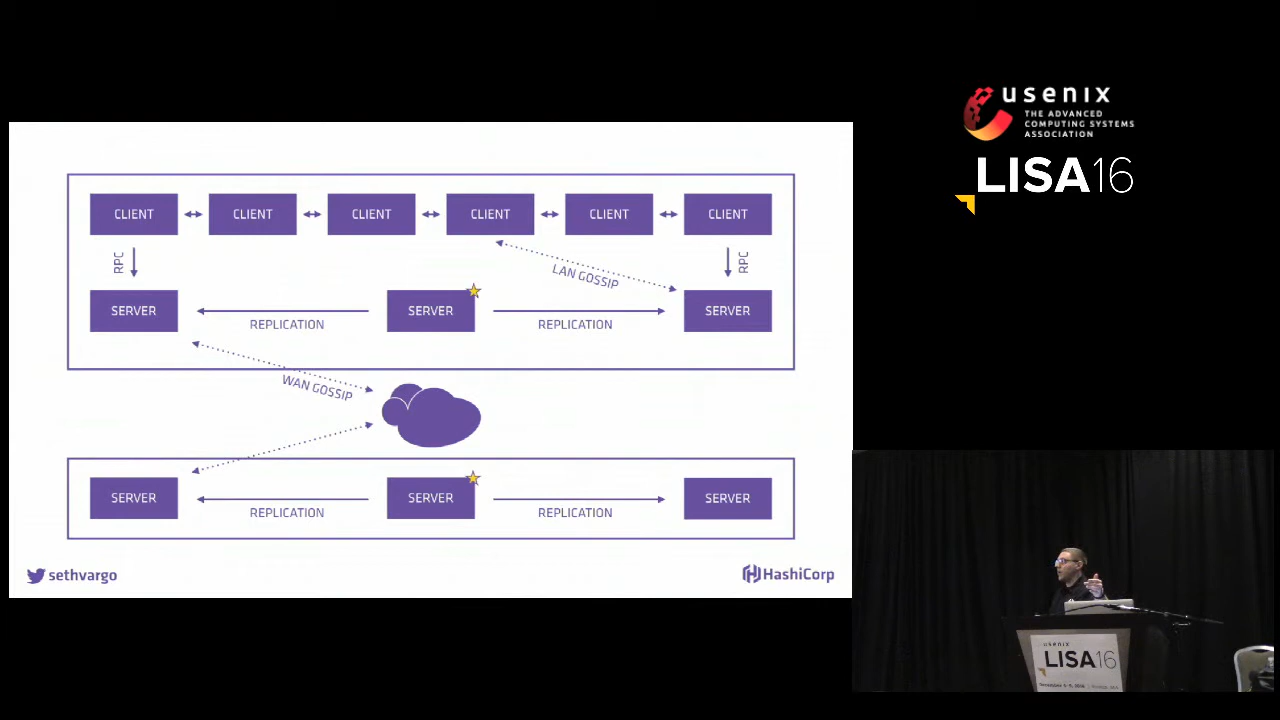 usenix
THE ADVANCED
COMPUTING SYSTEMS
ASSOCIATION
LISA16
CLIENT CLIENT CLIENT CLIENT CLIENT CLIENT
RPC LAN GOSSIP RPC
SERVER SERVER SERVER
REPLICATION REPLICATION
WAN GOSSIP
SERVER SERVER SERVER
REPLICATION REPLICATION
sethvargo HashiCorp
usenix
LISA16